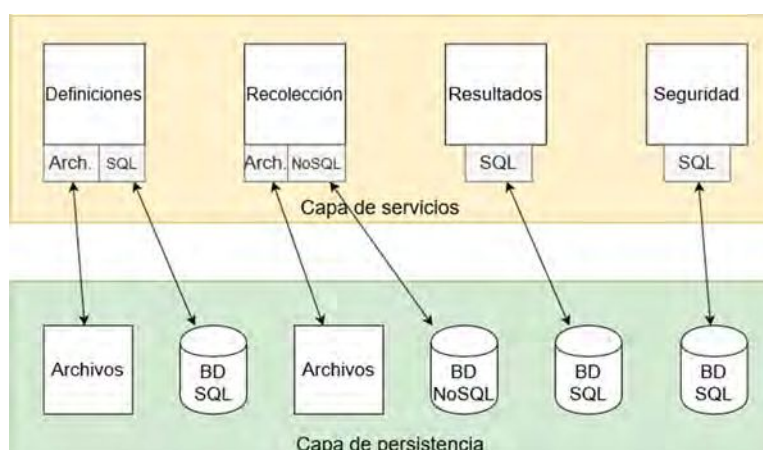 Definiciones
Recolección
Resultados
Seguridad
Arch.
SQL
Arch.
NoSQL
SQL
SQL
Capa de servicios
Archivos
BD
SQL
Archivos
BD
NoSQL
BD
SQL
BD
SQL
Capa de persistencia